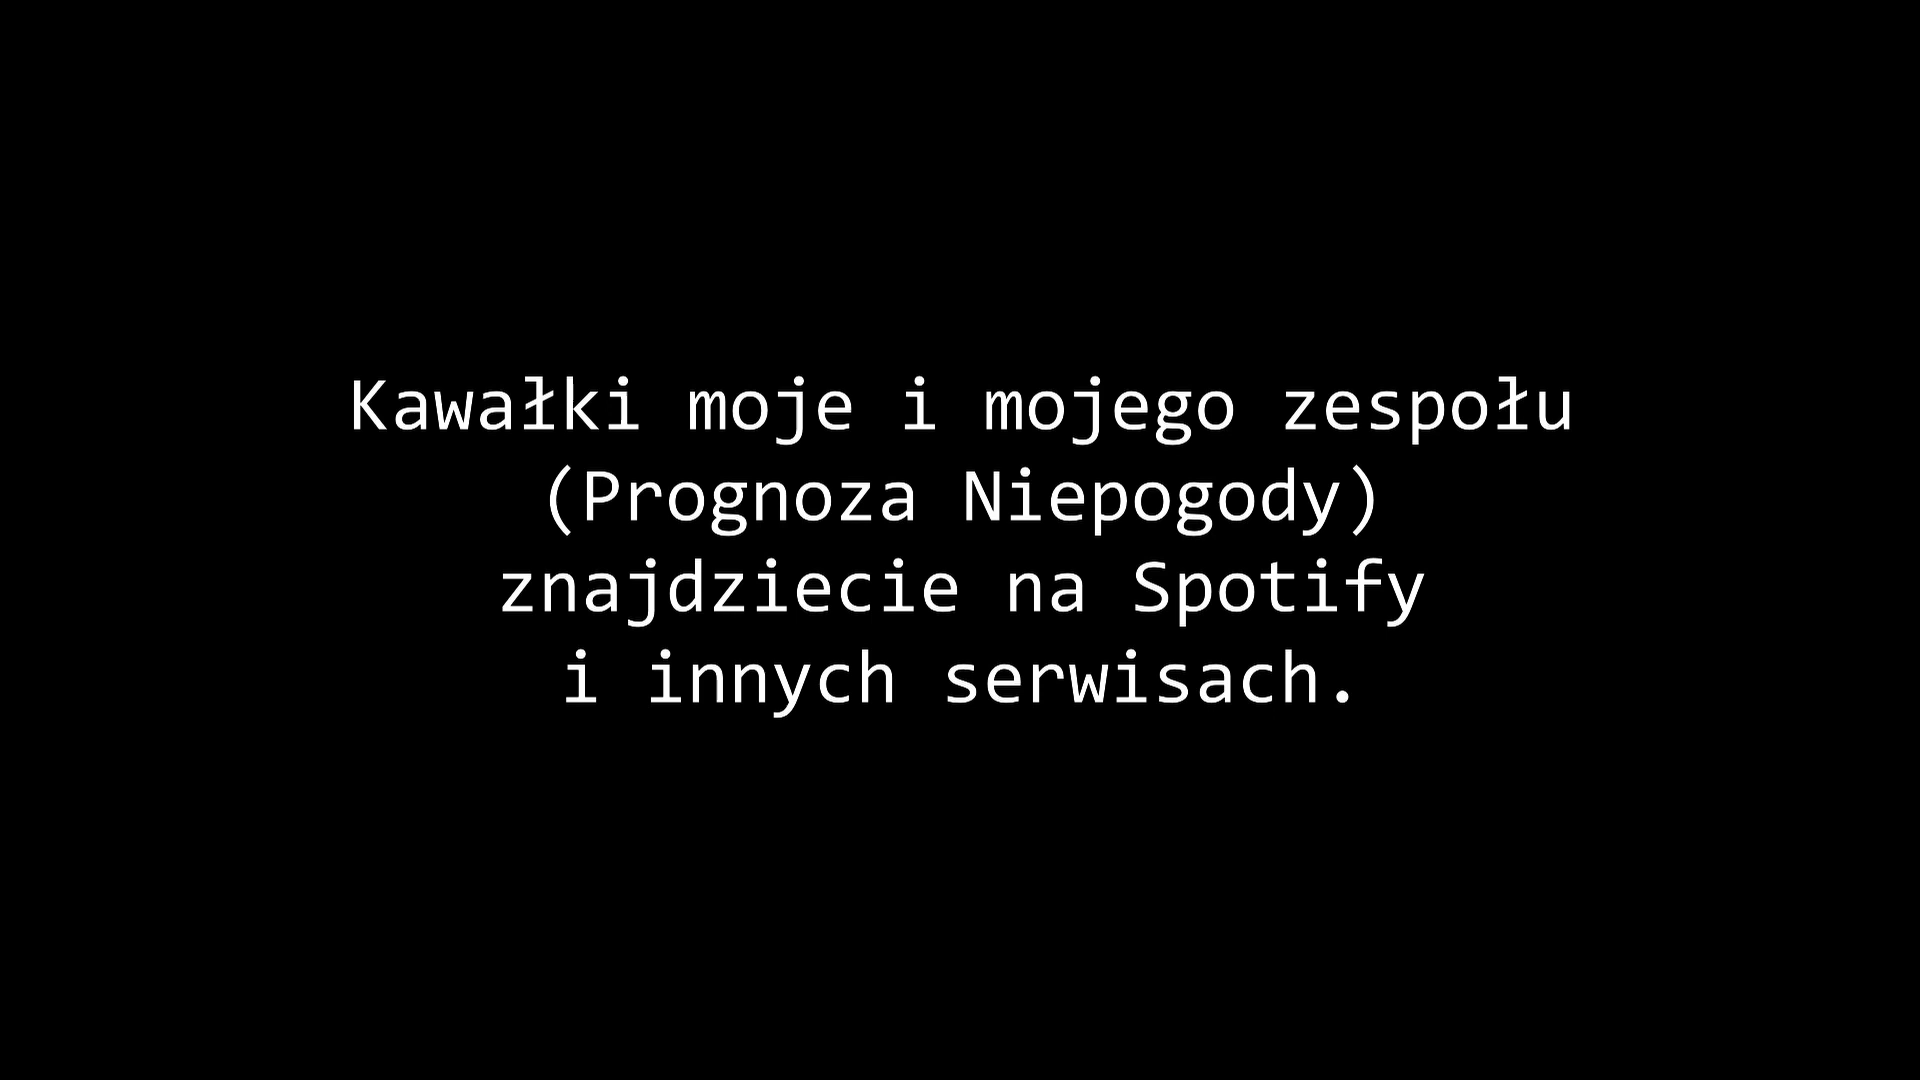 Kawałki moje i mojego zespołu
(Prognoza Niepogody)
znajdziecie na Spotify
i innych serwisach.